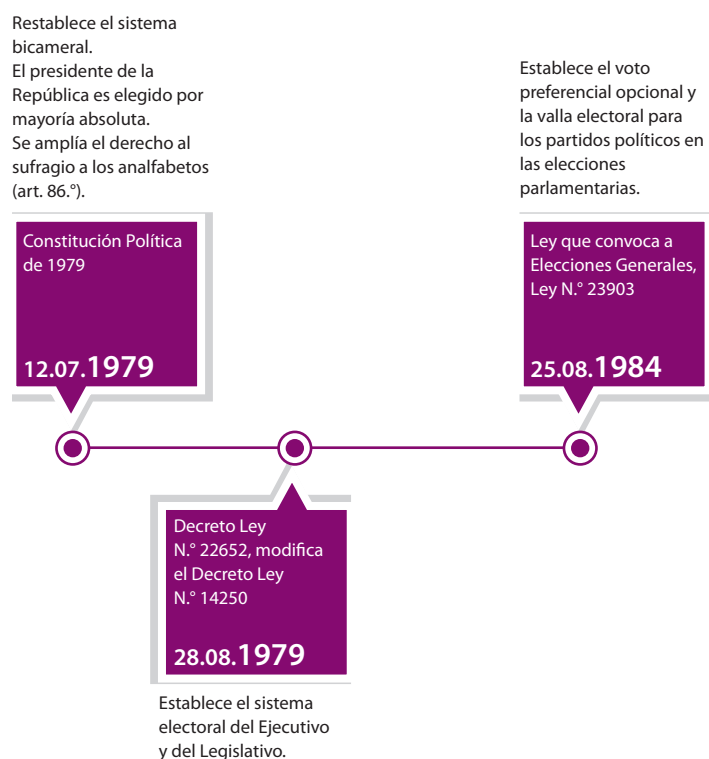 Restablece el sistema
bicameral.
El presidente de la
República es elegido por
mayoría absoluta.
Se amplía el derecho al
sufragio a los analfabetos
(art. 86.°).
Constitución Política
de 1979
12.07.1979
Decreto Ley
N.° 22652, modifica
el Decreto Ley
N.° 14250
28.08.1979
Establece el sistema
electoral del Ejecutivo
y del Legislativo.
Establece el voto
preferencial opcional y
la valla electoral para
los partidos políticos en
las elecciones
parlamentarias.
Ley que convoca a
Elecciones Generales,
Ley N.° 23903
25.08.1984